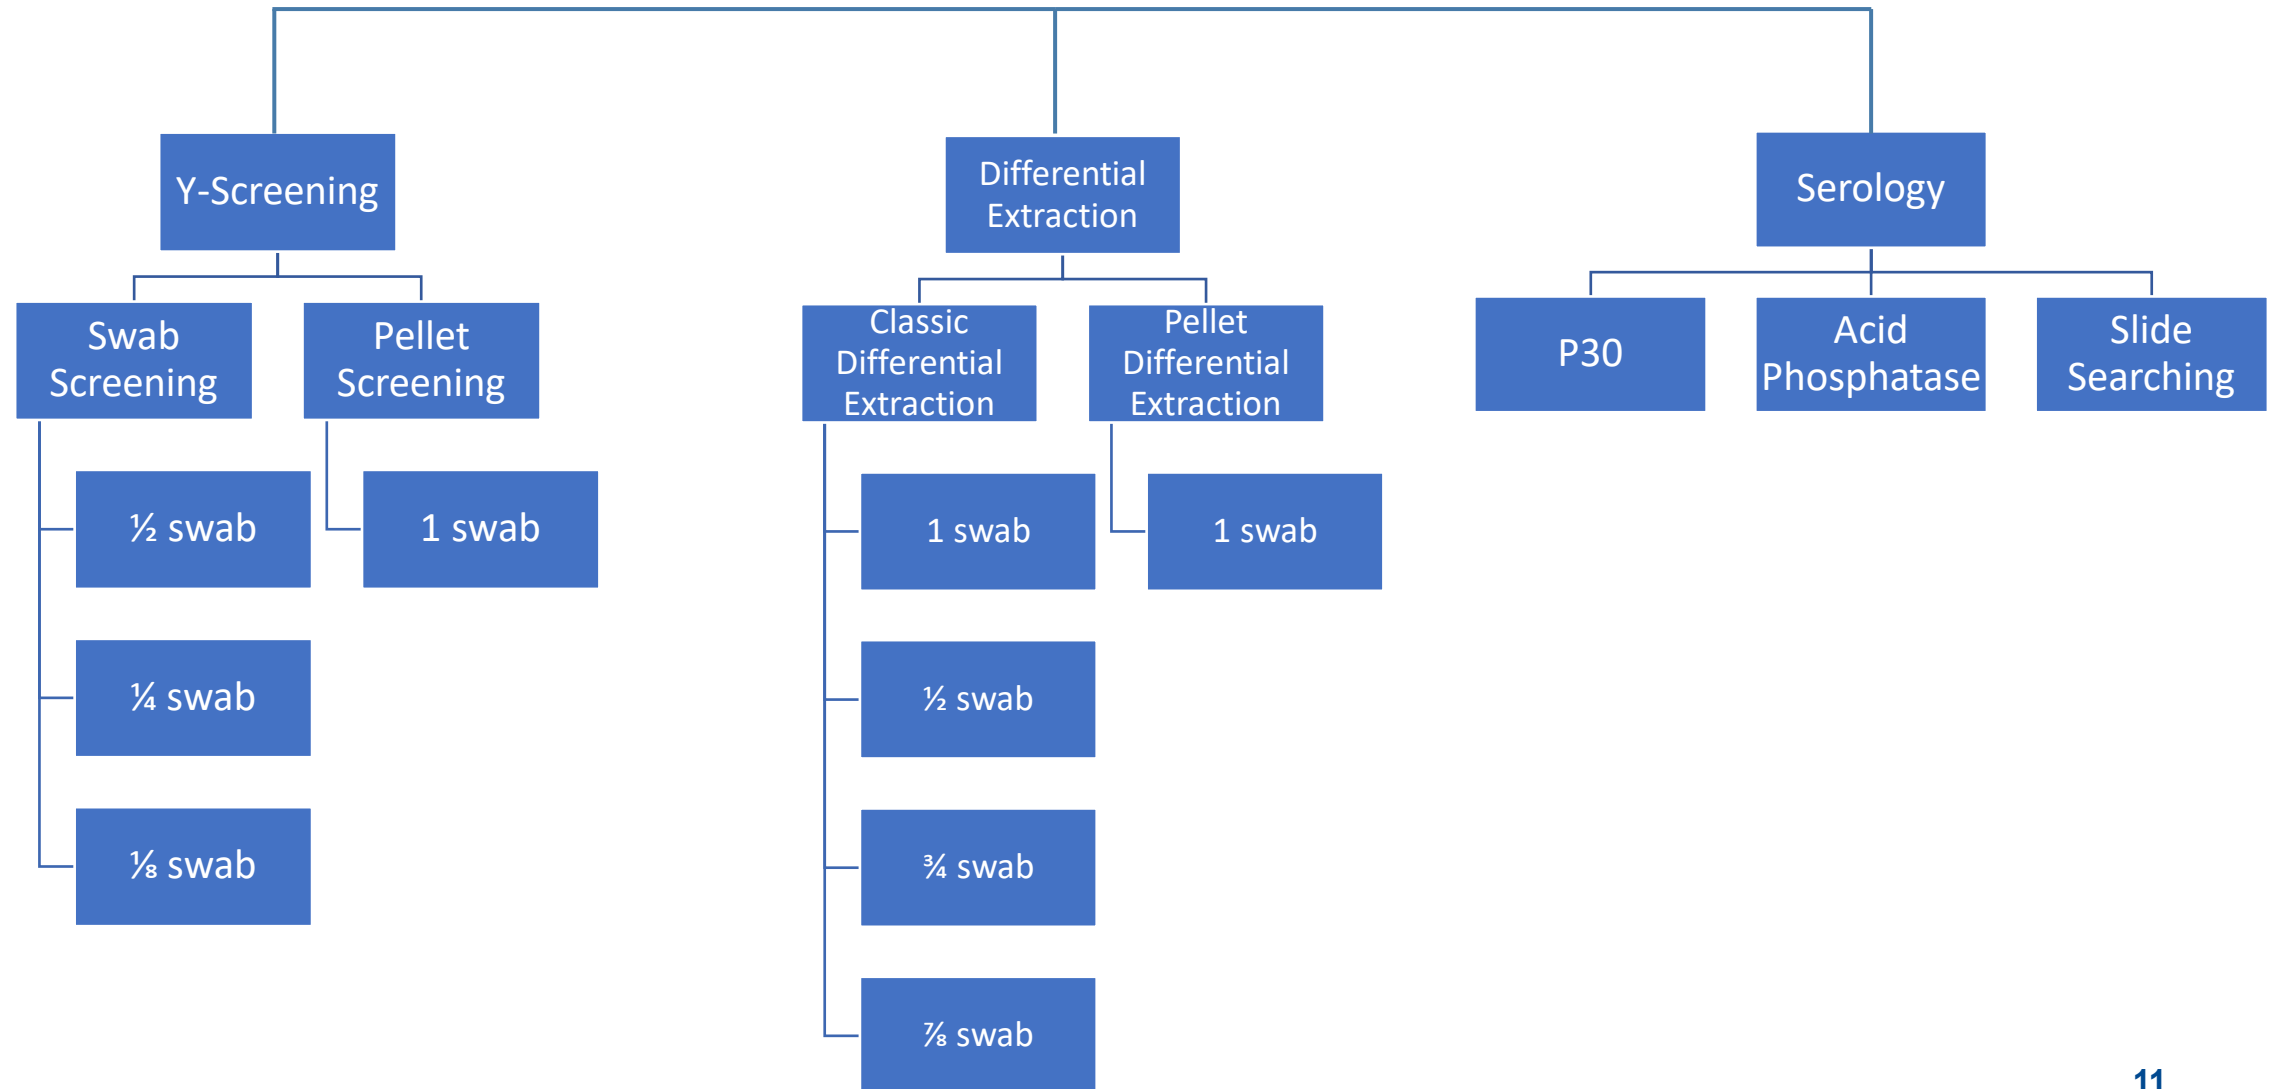 Y-Screening
Differential
Extraction
Serology
Swab
Screening
Pellet
Screening
Classic
Differential
Extraction
Pellet
Differential
Extraction
P30
Acid
Phosphatase
Slide
Searching
½ swab
1 swab
1 swab
1 swab
¼ swab
½ swab
⅛ swab
¾ swab
⅞ swab
11